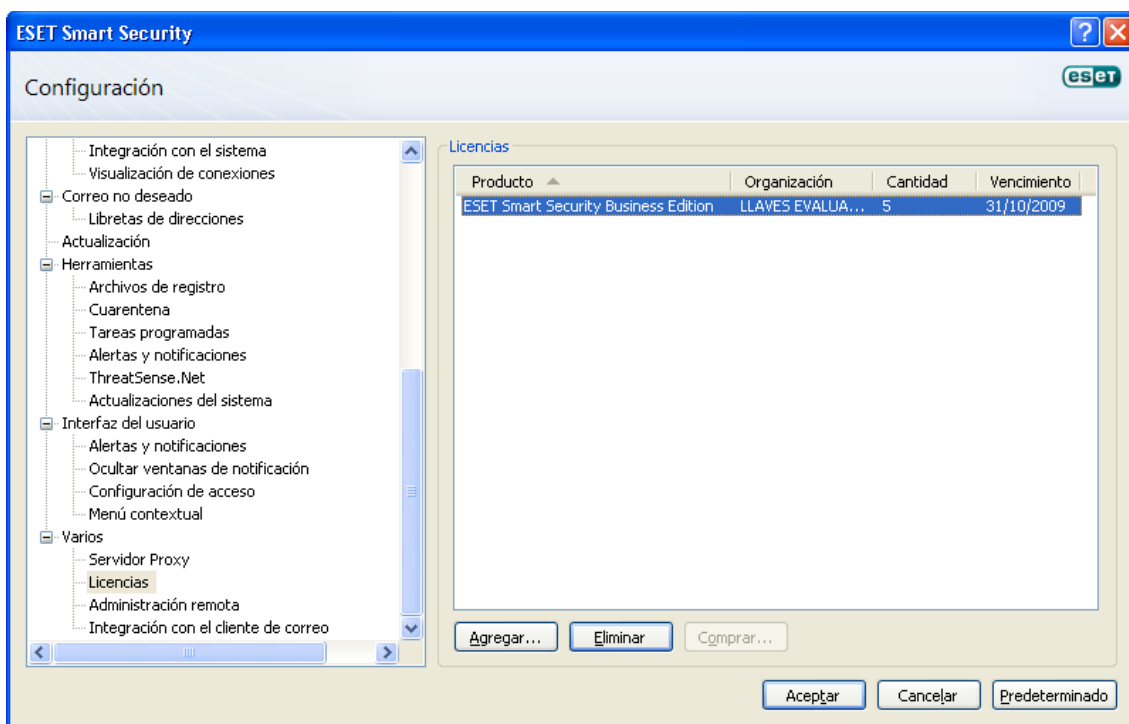 ESET Smart Security
Configuración
eseT
Integración con el sistema
Visualización de conexiones
Correo no deseado
Libretas de direcciones
Actualización
Herramientas
Archivos de registro
Cuarentena
Tareas programadas
Alertas y notificaciones
ThreatSense.Net
Actualizaciones del sistema
Interfaz del usuario
Alertas y notificaciones
Ocultar ventanas de notificación
Configuración de acceso
Menú contextual
Varios
Servidor Proxy
Licencias
Administración remota
Integración con el cliente de correo
Licencias
Producto Organización Cantidad Vencimiento
ESET Smart Security Business Edition LLAVES EVALUA... 5 31/10/2009
Agregar... Eliminar Comprar...
Aceptar Cancelar Predeterminado